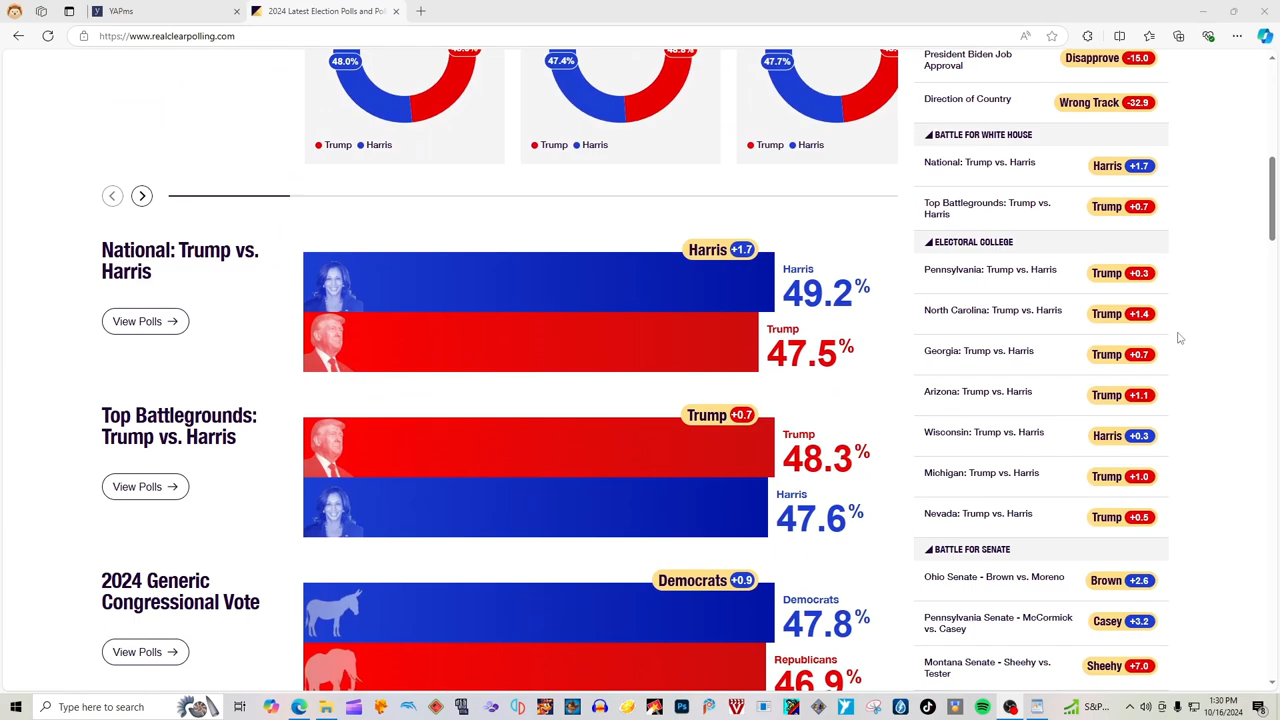 YAPms
2024 Latest Election Polls and Pol
https://www.realclearpolling.com
48.0%
47.4%
47.7%
Trump Harris
Trump Harris
Trump Harris
National: Trump vs.
Harris
View Polls →
Harris +1.7
Harris
49.2%
Trump
47.5%
Top Battlegrounds:
Trump vs. Harris
View Polls →
Trump +0.7
Trump
48.3%
Harris
47.6%
2024 Generic
Congressional Vote
View Polls →
Democrats +0.9
Democrats
47.8%
Republicans
46.9%
President Biden Job
Approval
Disapprove -15.0
Direction of Country
Wrong Track -32.9
BATTLE FOR WHITE HOUSE
National: Trump vs. Harris
Harris +1.7
Top Battlegrounds: Trump vs.
Harris
Trump +0.7
ELECTORAL COLLEGE
Pennsylvania: Trump vs. Harris
Trump +0.3
North Carolina: Trump vs. Harris
Trump +1.4
Georgia: Trump vs. Harris
Trump +0.7
Arizona: Trump vs. Harris
Trump +1.1
Wisconsin: Trump vs. Harris
Harris +0.3
Michigan: Trump vs. Harris
Trump +1.0
Nevada: Trump vs. Harris
Trump +0.5
BATTLE FOR SENATE
Ohio Senate - Brown vs. Moreno
Brown +2.6
Pennsylvania Senate - McCormick
vs. Casey
Casey +3.2
Montana Senate - Sheehy vs.
Tester
Sheehy +7.0
Type here to search
S&P...
1:30 PM
10/16/2024